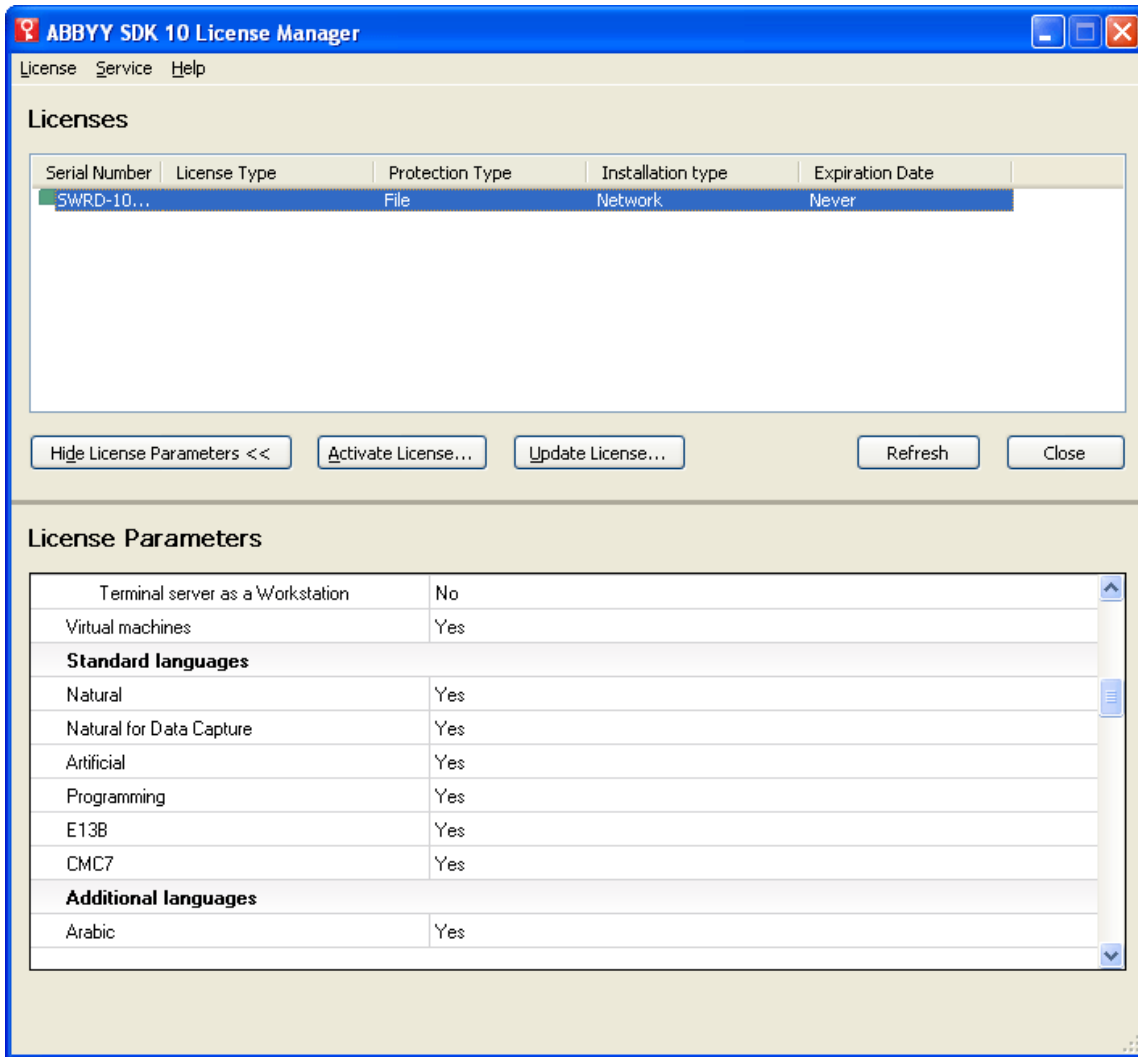 ABBYY SDK 10 License Manager
License Service Help
Licenses
Serial Number License Type Protection Type Installation type Expiration Date
SWRD-10... File Network Never
Hide License Parameters << Activate License... Update License... Refresh Close
License Parameters
Terminal server as a Workstation No
Virtual machines Yes
Standard languages
Natural Yes
Natural for Data Capture Yes
Artificial Yes
Programming Yes
E13B Yes
CMC7 Yes
Additional languages
Arabic Yes